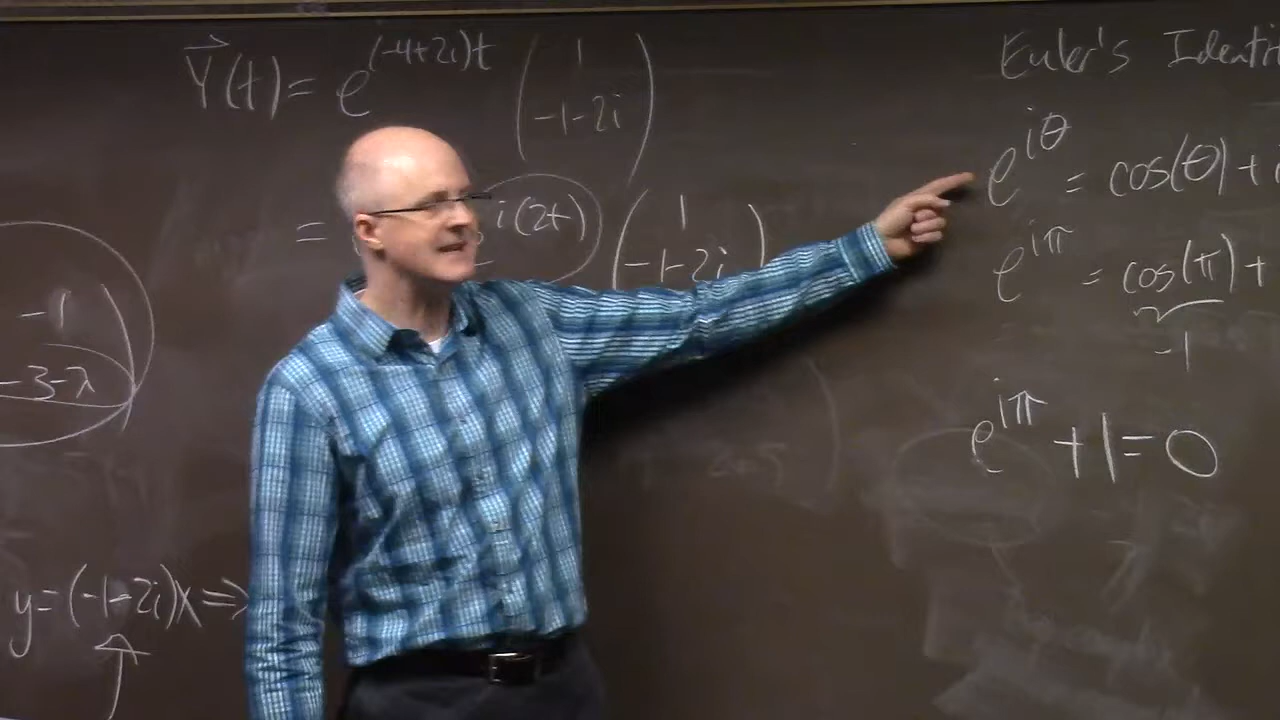 Y(t) = e^(-4+2i)t (1 -1-2i)
= i(2t) (1 -1-2i)
-1
-3-λ
y=(-1-2i)x ⇒
Euler's
e^iθ = cos(θ) + i
e^iπ = cos(π) +
-1
e^iπ + 1 = 0